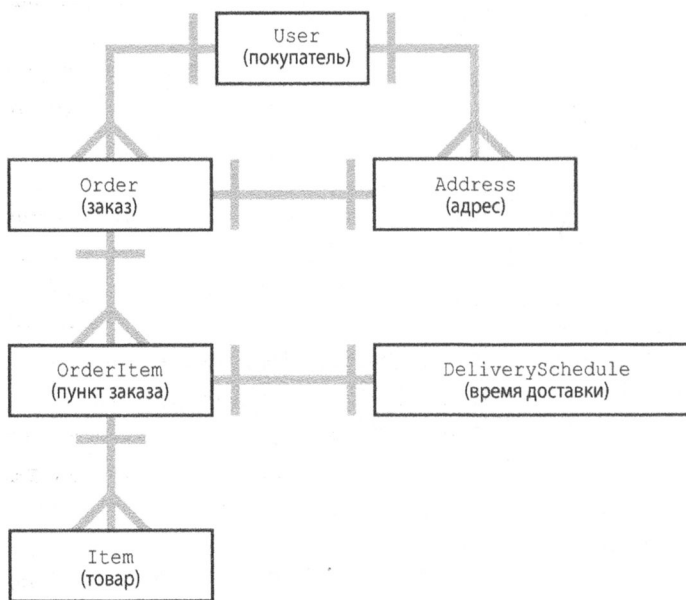 User
(покупатель)
Order
(заказ)
Address
(адрес)
OrderItem
(пункт заказа)
DeliverySchedule
(время доставки)
Item
(товар)